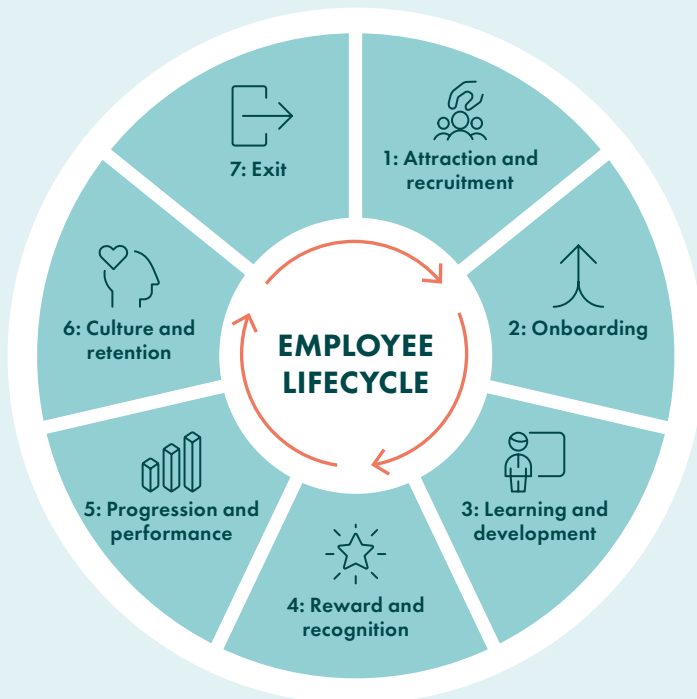 EMPLOYEE
LIFECYCLE
1: Attraction and
recruitment
2: Onboarding
3: Learning and
development
4: Reward and
recognition
5: Progression and
performance
6: Culture and
retention
7: Exit